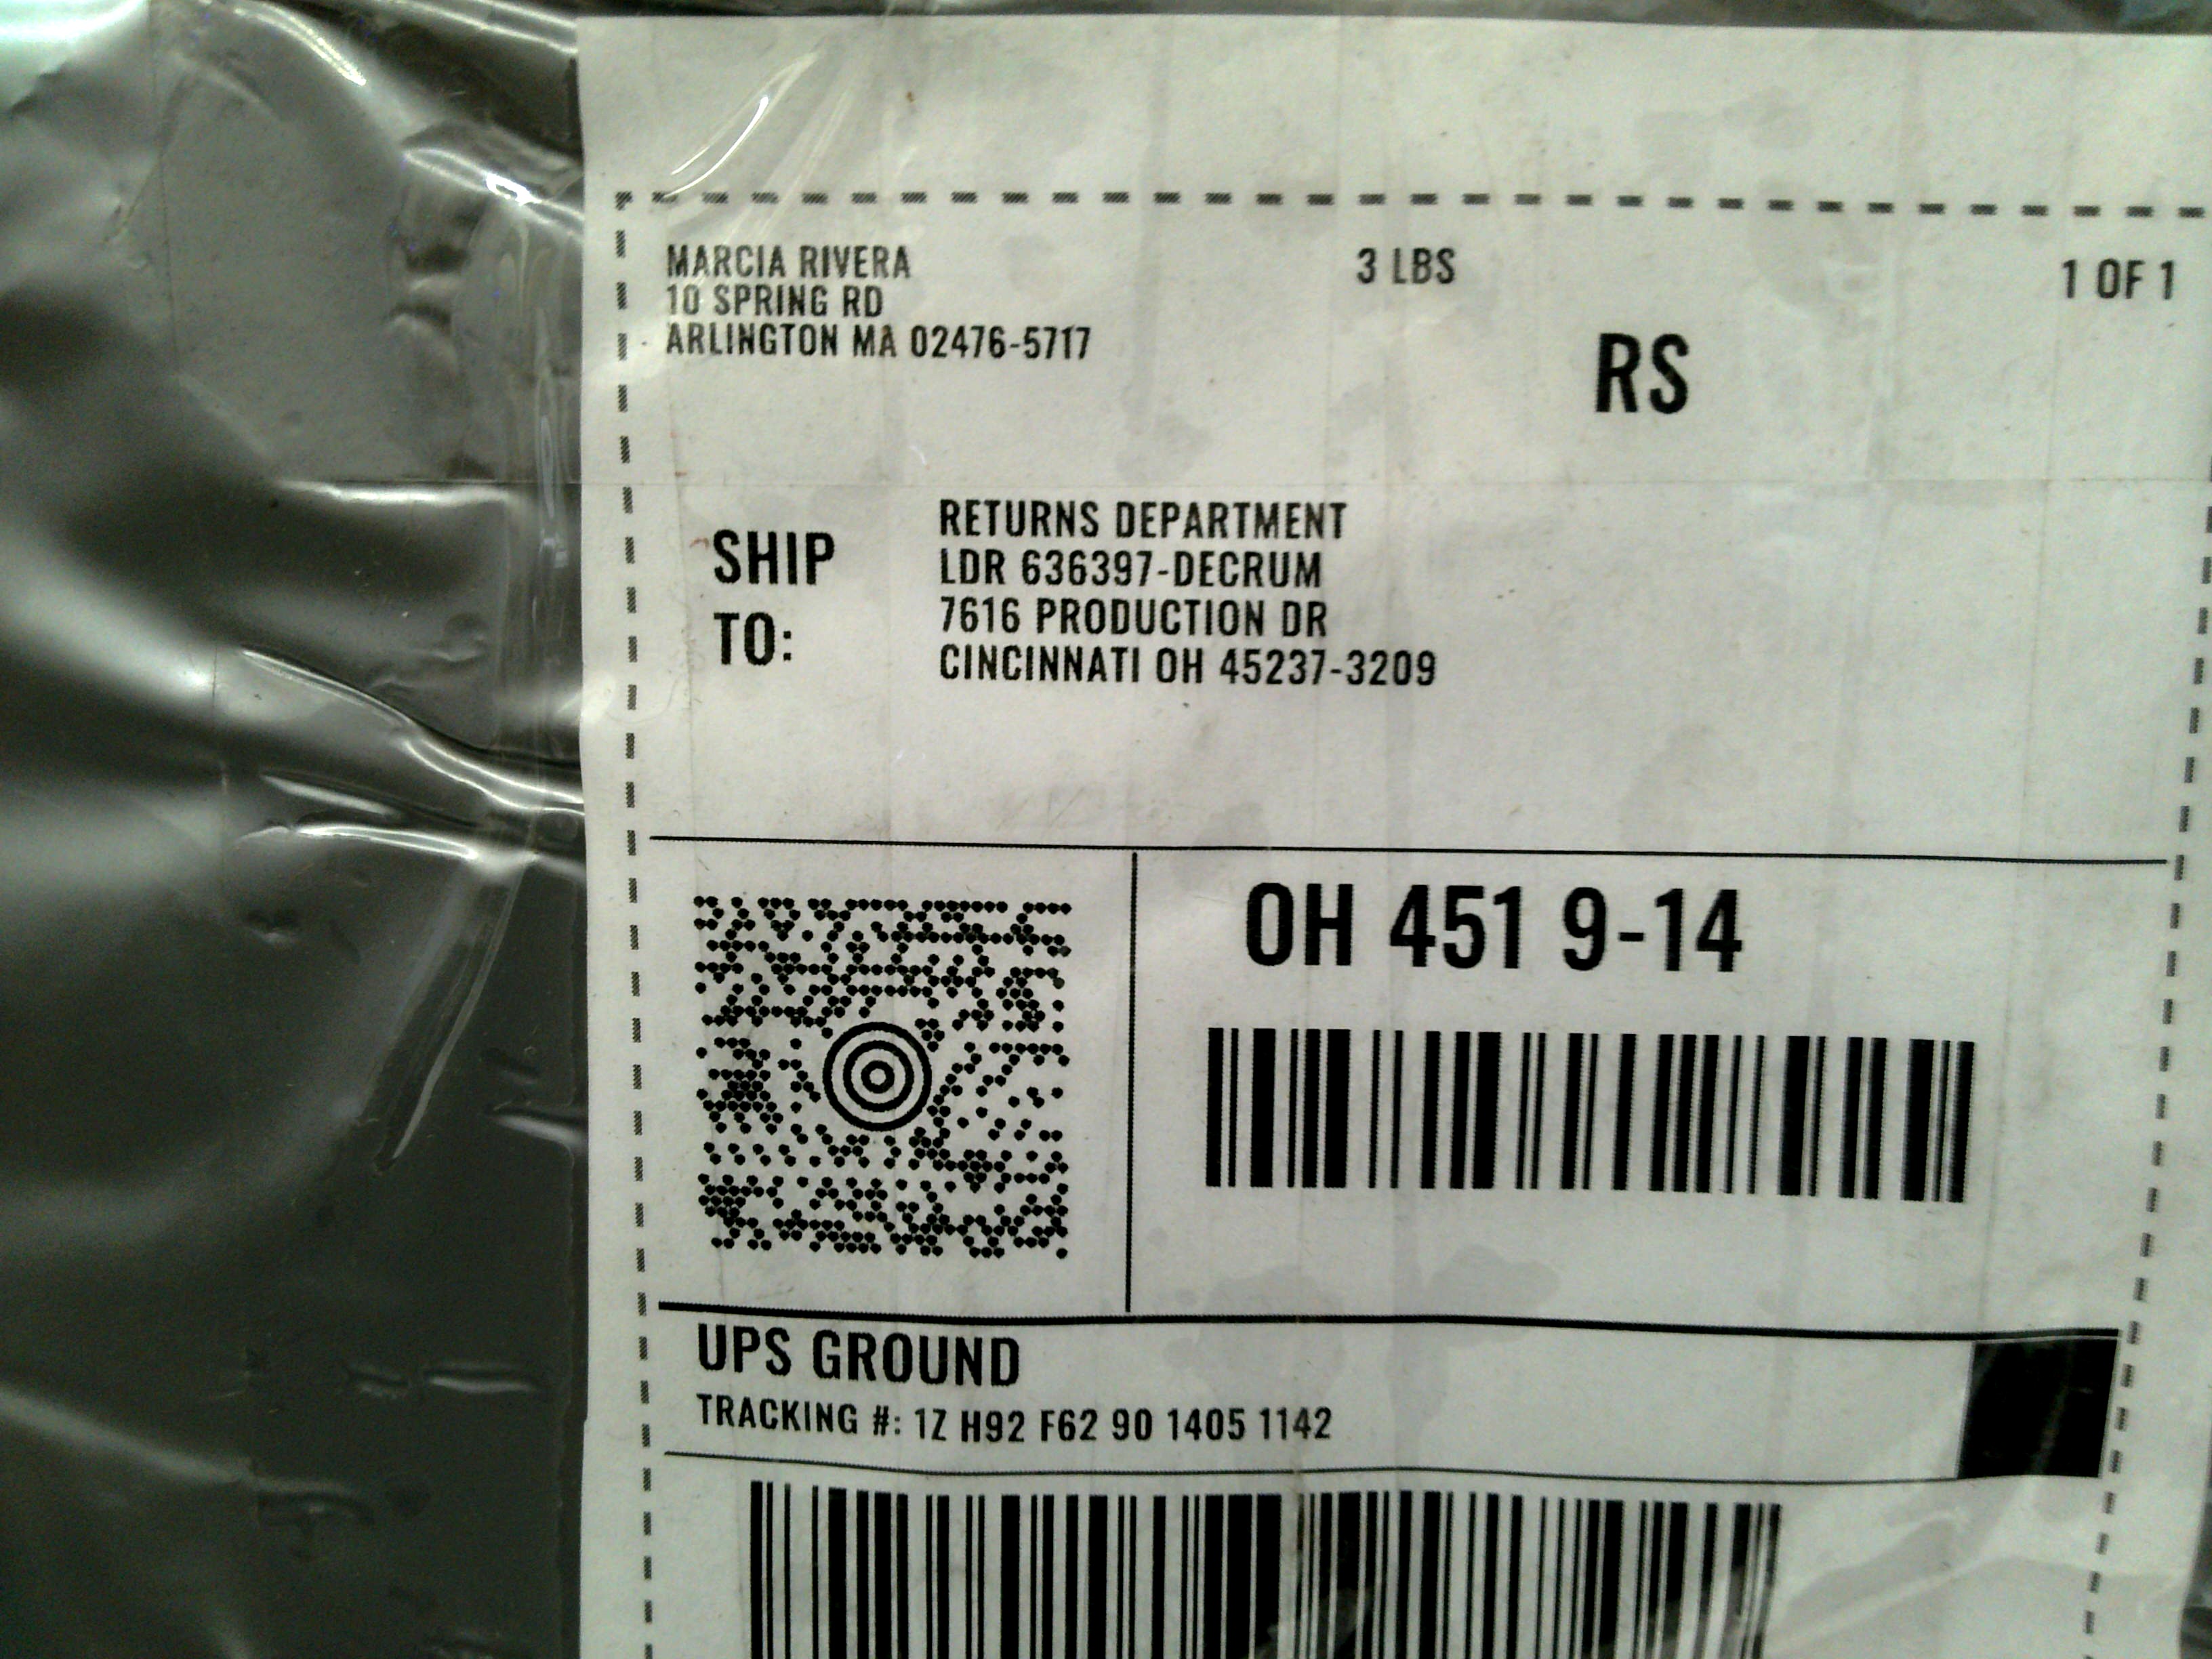 MARCIA RIVERA
10 SPRING RD
ARLINGTON MA 02476-5717
3 LBS
1 OF 1
RS
SHIP
TO:
RETURNS DEPARTMENT
LDR 636397-DECRUM
7616 PRODUCTION DR
CINCINNATI OH 45237-3209
OH 451 9-14
UPS GROUND
TRACKING #: 1Z H92 F62 90 1405 1142